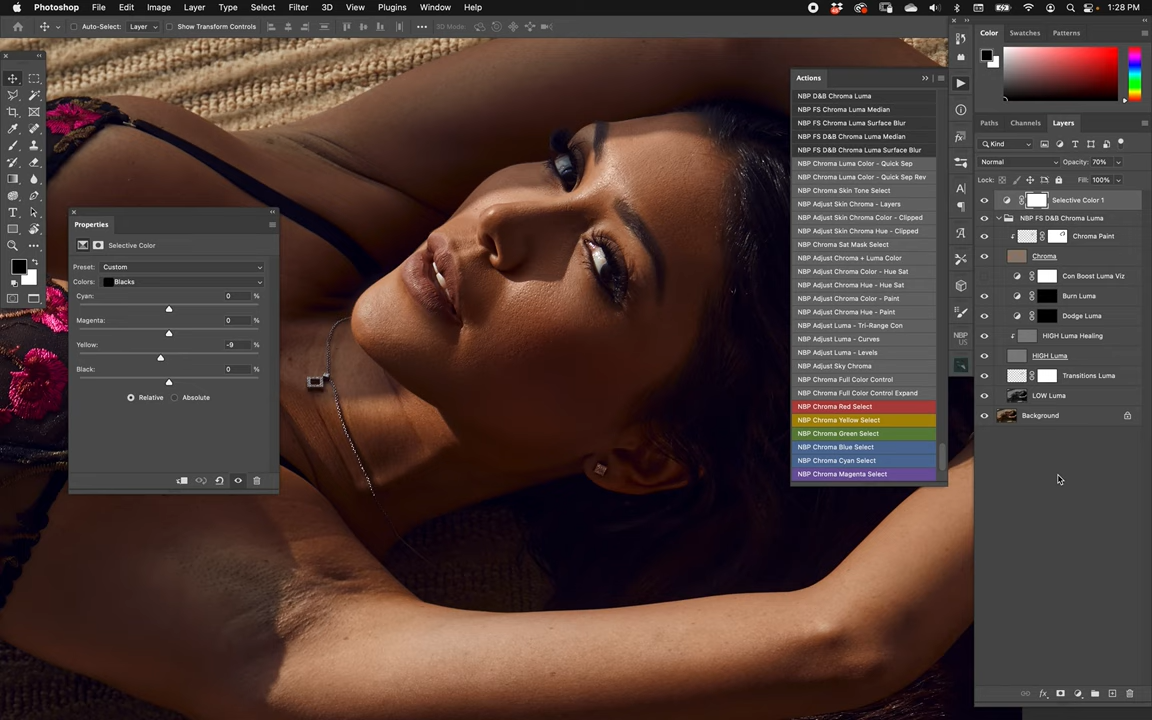 Photoshop File Edit Image Layer Type Select Filter 3D View Plugins Window Help 1:28 PM
Auto-Select: Layer Show Transform Controls 3D Mode:
Color Swatches Patterns
Actions
NBP D&B Chroma Luma
NBP FS Chroma Luma Median
NBP FS Chroma Luma Surface Blur
NBP FS D&B Chroma Luma Median
NBP FS D&B Chroma Luma Surface Blur
NBP Chroma Luma Color - Quick Sep
NBP Chroma Luma Color - Quick Sep Rev
NBP Chroma Skin Tone Select
NBP Adjust Skin Chroma - Layers
NBP Adjust Skin Chroma Color - Clipped
NBP Adjust Skin Chroma Hue - Clipped
NBP Chroma Sat Mask Select
NBP Adjust Chroma + Luma Color
NBP Adjust Chroma Color - Hue Sat
NBP Adjust Chroma Hue - Hue Sat
NBP Adjust Chroma Color - Paint
NBP Adjust Chroma Hue - Paint
NBP Adjust Luma - Tri-Range Con
NBP Adjust Luma - Curves
NBP Adjust Luma - Levels
NBP Adjust Sky Chroma
NBP Chroma Full Color Control
NBP Chroma Full Color Control Expand
NBP Chroma Red Select
NBP Chroma Yellow Select
NBP Chroma Green Select
NBP Chroma Blue Select
NBP Chroma Cyan Select
NBP Chroma Magenta Select
Properties
Selective Color
Preset: Custom
Colors: Blacks
Cyan: 0 %
Magenta: 0 %
Yellow: -9 %
Black: 0 %
Relative Absolute
NBP
US
Paths Channels Layers
Kind
Normal Opacity: 70%
Lock: Fill: 100%
Selective Color 1
NBP FS D&B Chroma Luma
Chroma Paint
Chroma
Con Boost Luma Viz
Burn Luma
Dodge Luma
HIGH Luma Healing
HIGH Luma
Transitions Luma
LOW Luma
Background